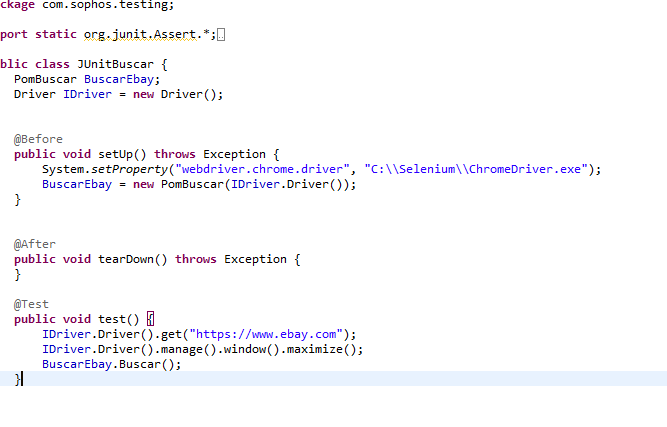 ckage com.sophos.testing;
port static org.junit.Assert.*;
blic class JUnitBuscar {
PomBuscar BuscarEbay;
Driver IDriver = new Driver();
@Before
public void setUp() throws Exception {
System.setProperty("webdriver.chrome.driver", "C:\\Selenium\\ChromeDriver.exe");
BuscarEbay = new PomBuscar(IDriver.Driver());
}
@After
public void tearDown() throws Exception {
}
@Test
public void test() {
IDriver.Driver().get("https://www.ebay.com");
IDriver.Driver().manage().window().maximize();
BuscarEbay.Buscar();
}